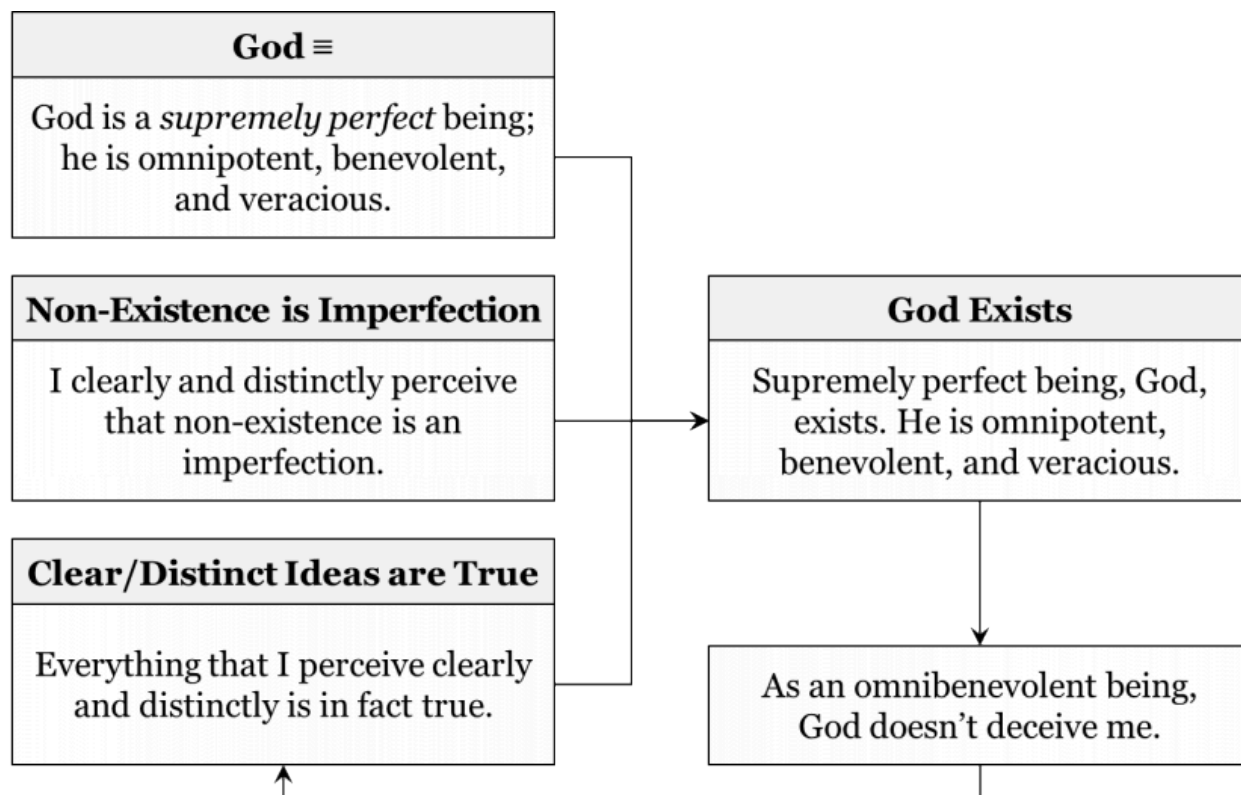 God ≡
God is a supremely perfect being;
he is omnipotent, benevolent,
and veracious.
Non-Existence is Imperfection
I clearly and distinctly perceive
that non-existence is an
imperfection.
Clear/Distinct Ideas are True
Everything that I perceive clearly
and distinctly is in fact true.
God Exists
Supremely perfect being, God,
exists. He is omnipotent,
benevolent, and veracious.
As an omnibenevolent being,
God doesn’t deceive me.